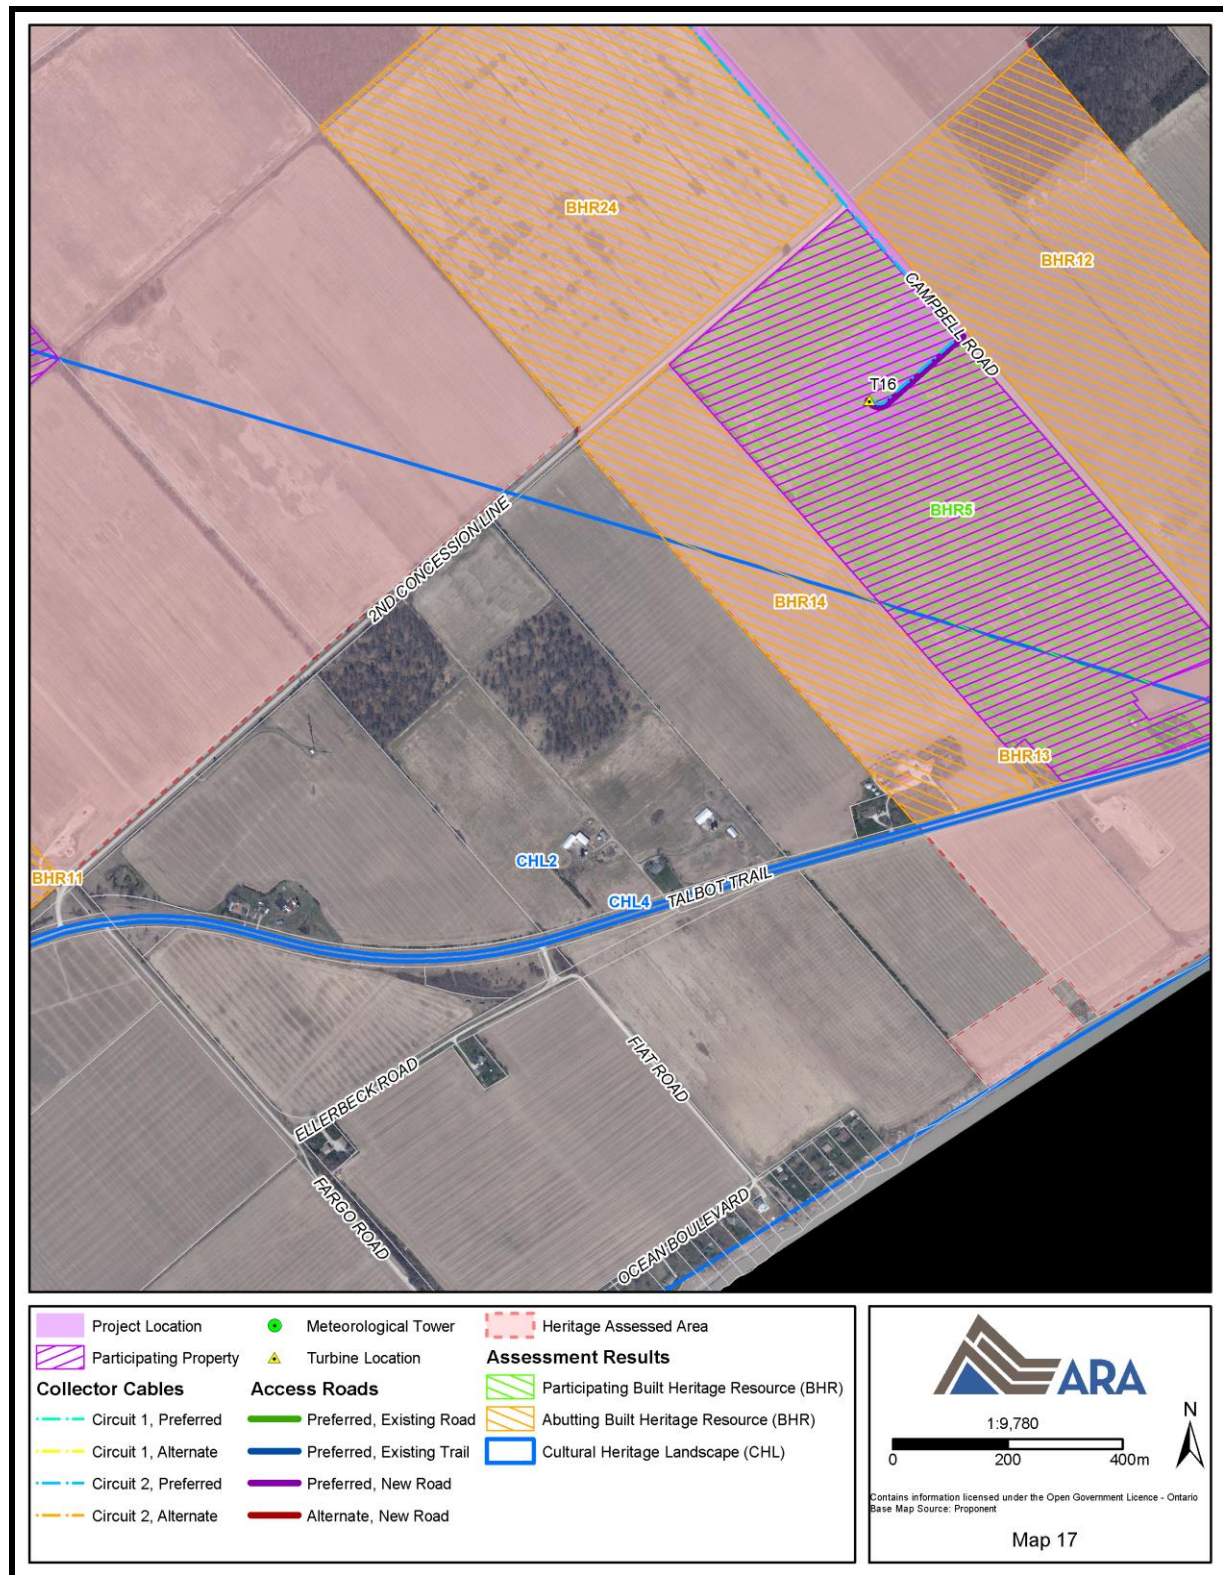 BHR24
BHR12
CAMPBELL ROAD
T16
BHR5
2ND CONCESSION LINE
BHR14
BHR13
CHL2
BHR11
CHL4
TALBOT TRAIL
FIAT ROAD
ELLERBECK ROAD
FARGO ROAD
OCEAN BOULEVARD
Project Location
Participating Property
Collector Cables
Circuit 1, Preferred
Circuit 1, Alternate
Circuit 2, Preferred
Circuit 2, Alternate
Meteorological Tower
Turbine Location
Access Roads
Preferred, Existing Road
Preferred, Existing Trail
Preferred, New Road
Alternate, New Road
Heritage Assessed Area
Assessment Results
Participating Built Heritage Resource (BHR)
Abutting Built Heritage Resource (BHR)
Cultural Heritage Landscape (CHL)
ARA
N
1:9,780
0 200 400m
Contains information licensed under the Open Government Licence - Ontario
Base Map Source: Proponent
Map 17